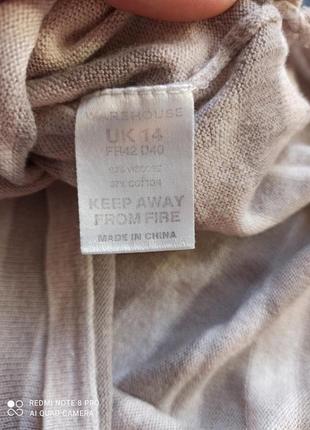 WAREHOUSE
UK 14
FR42 D40
VISCOSE
37% COTTON
KEEP AWAY
FROM FIRE
MADE IN CHINA
REDMI NOTE 8 PRO
AI QUAD CAMERA